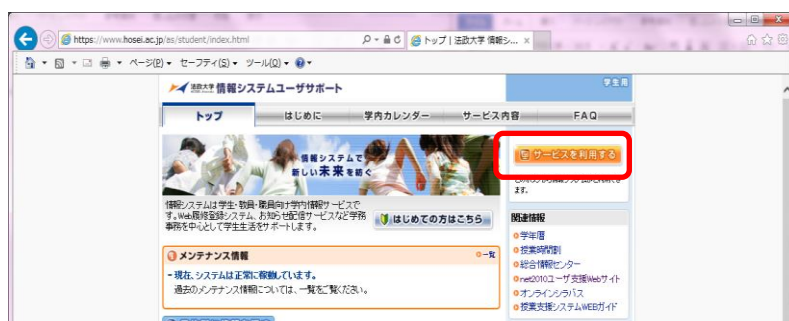 https://www.hosei.ac.jp/as/student/index.html
トップ | 法政大学 情報シ... ×
ページ(P) セーフティ(S) ツール(O)
法政大学 情報システムユーザサポート
学生用
トップ はじめに 学内カレンダー サービス内容 FAQ
情報システムで
新しい未来を紡ぐ
サービスを利用する
ます。
情報システムは学生・教員・職員向け学内情報サービスで
す。Web履修登録システム、お知らせ配信サービスなど学務
事務を中心として学生生活をサポートします。
はじめての方はこちら
関連情報
学年暦
授業時間割
総合情報センター
net2010ユーザ支援Webサイト
オンラインシラバス
授業支援システムWEBガイド
メンテナンス情報
一覧
現在、システムは正常に稼動しています。
過去のメンテナンス情報については、一覧をご覧ください。